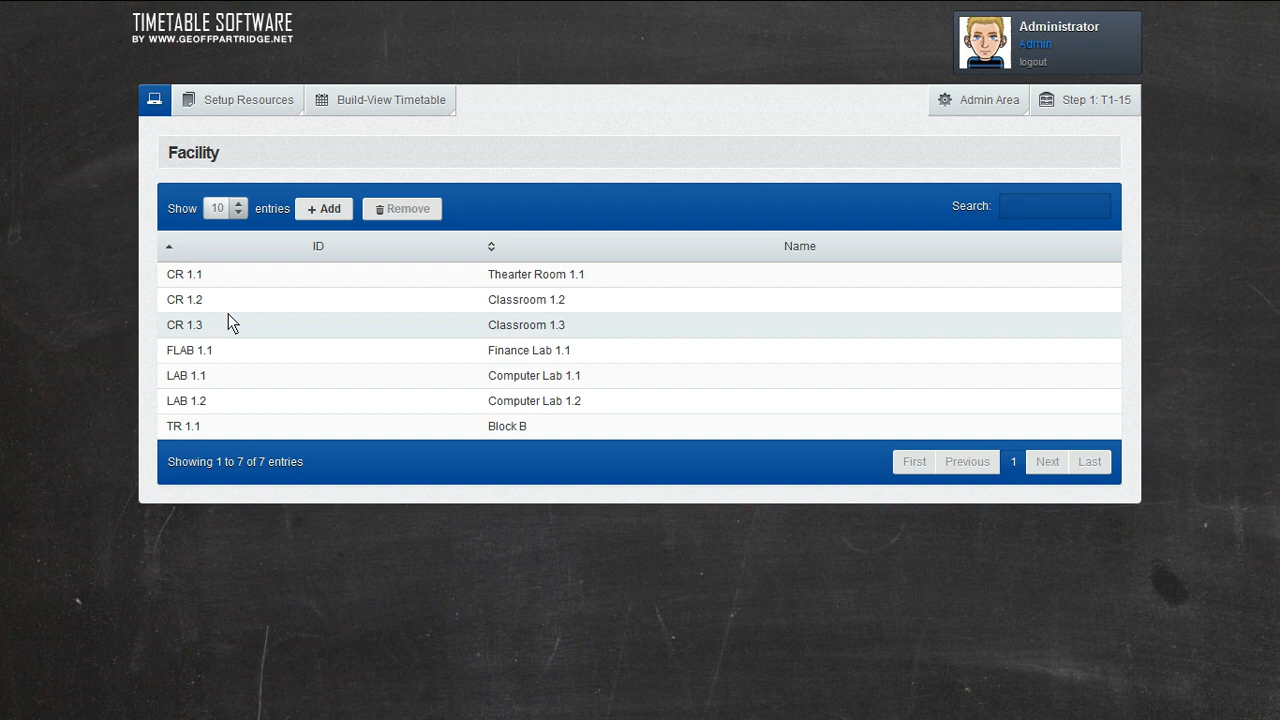 TIMETABLE SOFTWARE
BY WWW.GEOFFPARTRIDGE.NET
Administrator
Admin
logout
Setup Resources
Build-View Timetable
Admin Area
Step 1: T1-15
Facility
Show 10 entries + Add Remove Search:
ID Name
CR 1.1 Thearter Room 1.1
CR 1.2 Classroom 1.2
CR 1.3 Classroom 1.3
FLAB 1.1 Finance Lab 1.1
LAB 1.1 Computer Lab 1.1
LAB 1.2 Computer Lab 1.2
TR 1.1 Block B
Showing 1 to 7 of 7 entries First Previous 1 Next Last